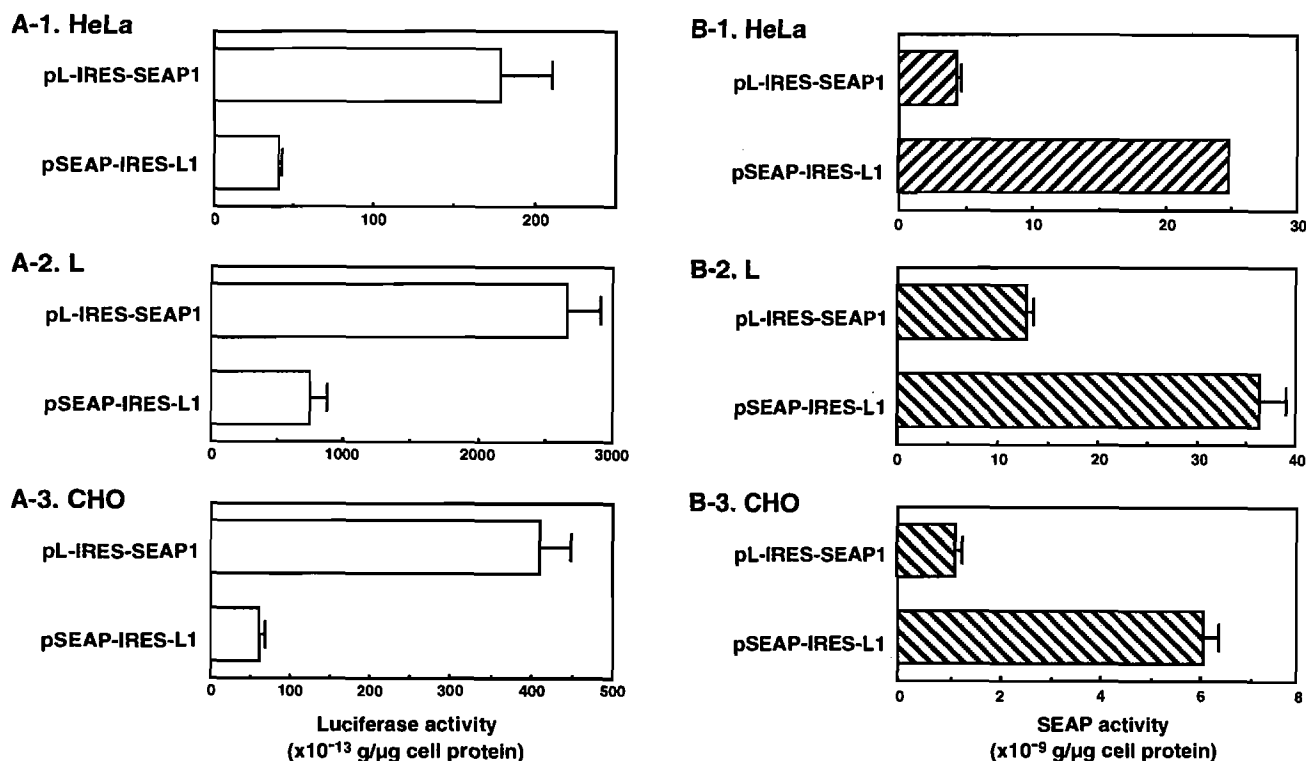 A-1. HeLa
pL-IRES-SEAP1
pSEAP-IRES-L1
0 100 200
A-2. L
pL-IRES-SEAP1
pSEAP-IRES-L1
0 1000 2000 3000
A-3. CHO
pL-IRES-SEAP1
pSEAP-IRES-L1
0 100 200 300 400 500
Luciferase activity
(x10⁻¹³ g/µg cell protein)
B-1. HeLa
pL-IRES-SEAP1
pSEAP-IRES-L1
0 10 20 30
B-2. L
pL-IRES-SEAP1
pSEAP-IRES-L1
0 10 20 30 40
B-3. CHO
pL-IRES-SEAP1
pSEAP-IRES-L1
0 2 4 6 8
SEAP activity
(x10⁻⁹ g/µg cell protein)